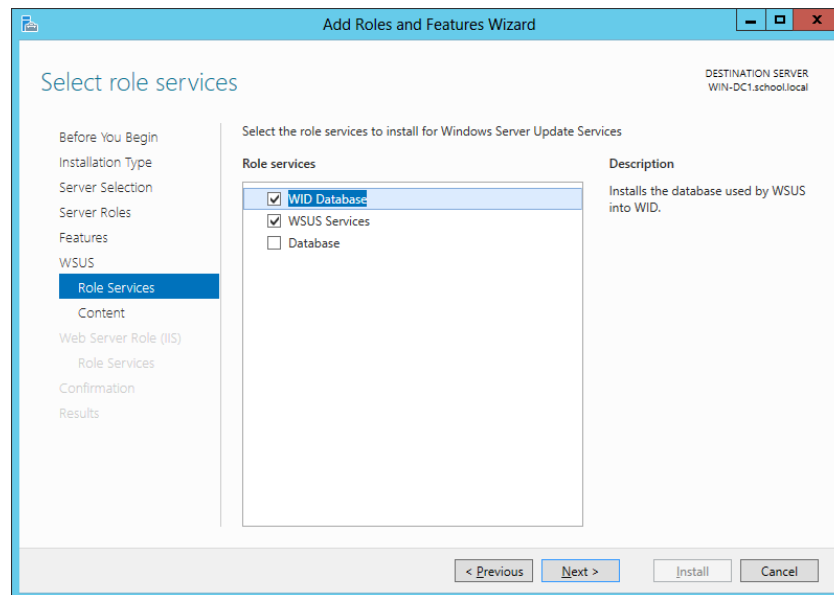 Add Roles and Features Wizard
Select role services
DESTINATION SERVER
WIN-DC1.school.local
Before You Begin
Installation Type
Server Selection
Server Roles
Features
WSUS
Role Services
Content
Web Server Role (IIS)
Role Services
Confirmation
Results
Select the role services to install for Windows Server Update Services
Role services
WID Database
WSUS Services
Database
Description
Installs the database used by WSUS
into WID.
< Previous
Next >
Install
Cancel